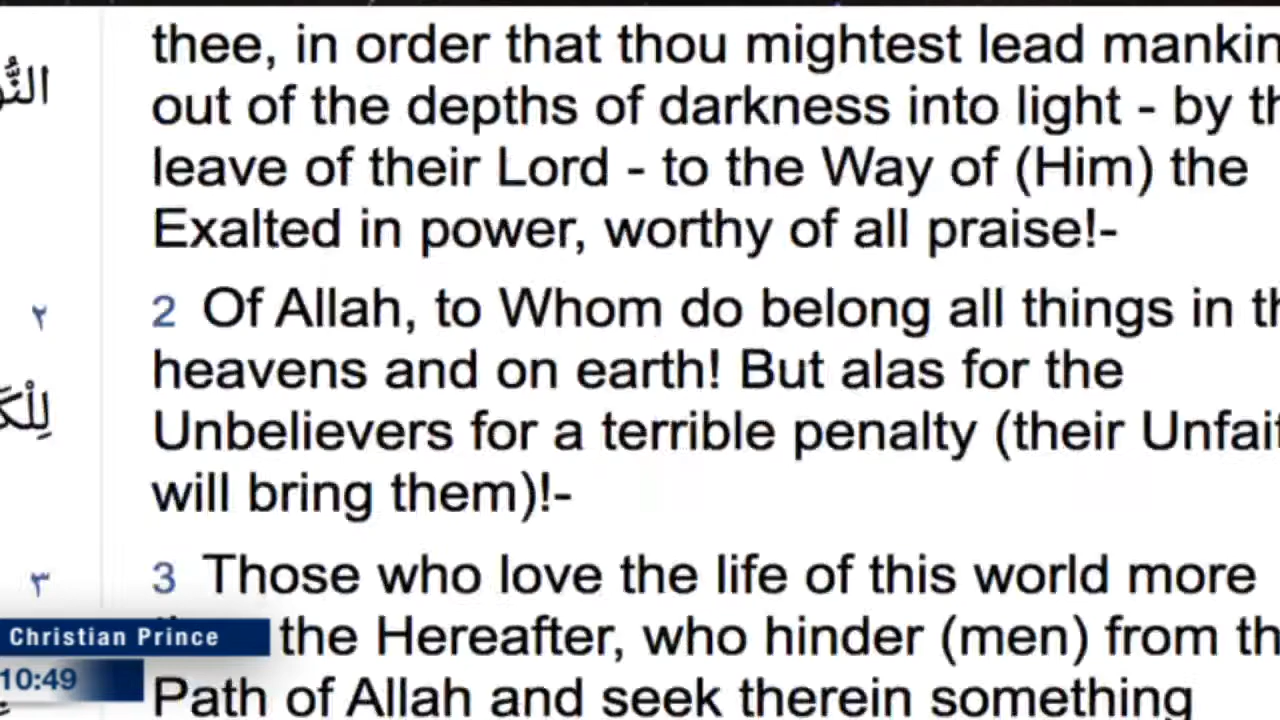 thee, in order that thou mightest lead mankin
out of the depths of darkness into light - by th
leave of their Lord - to the Way of (Him) the
Exalted in power, worthy of all praise!-
2 Of Allah, to Whom do belong all things in th
heavens and on earth! But alas for the
Unbelievers for a terrible penalty (their Unfait
will bring them)!-
3 Those who love the life of this world more
the Hereafter, who hinder (men) from th
Path of Allah and seek therein something
٢
٣
Christian Prince
10:49